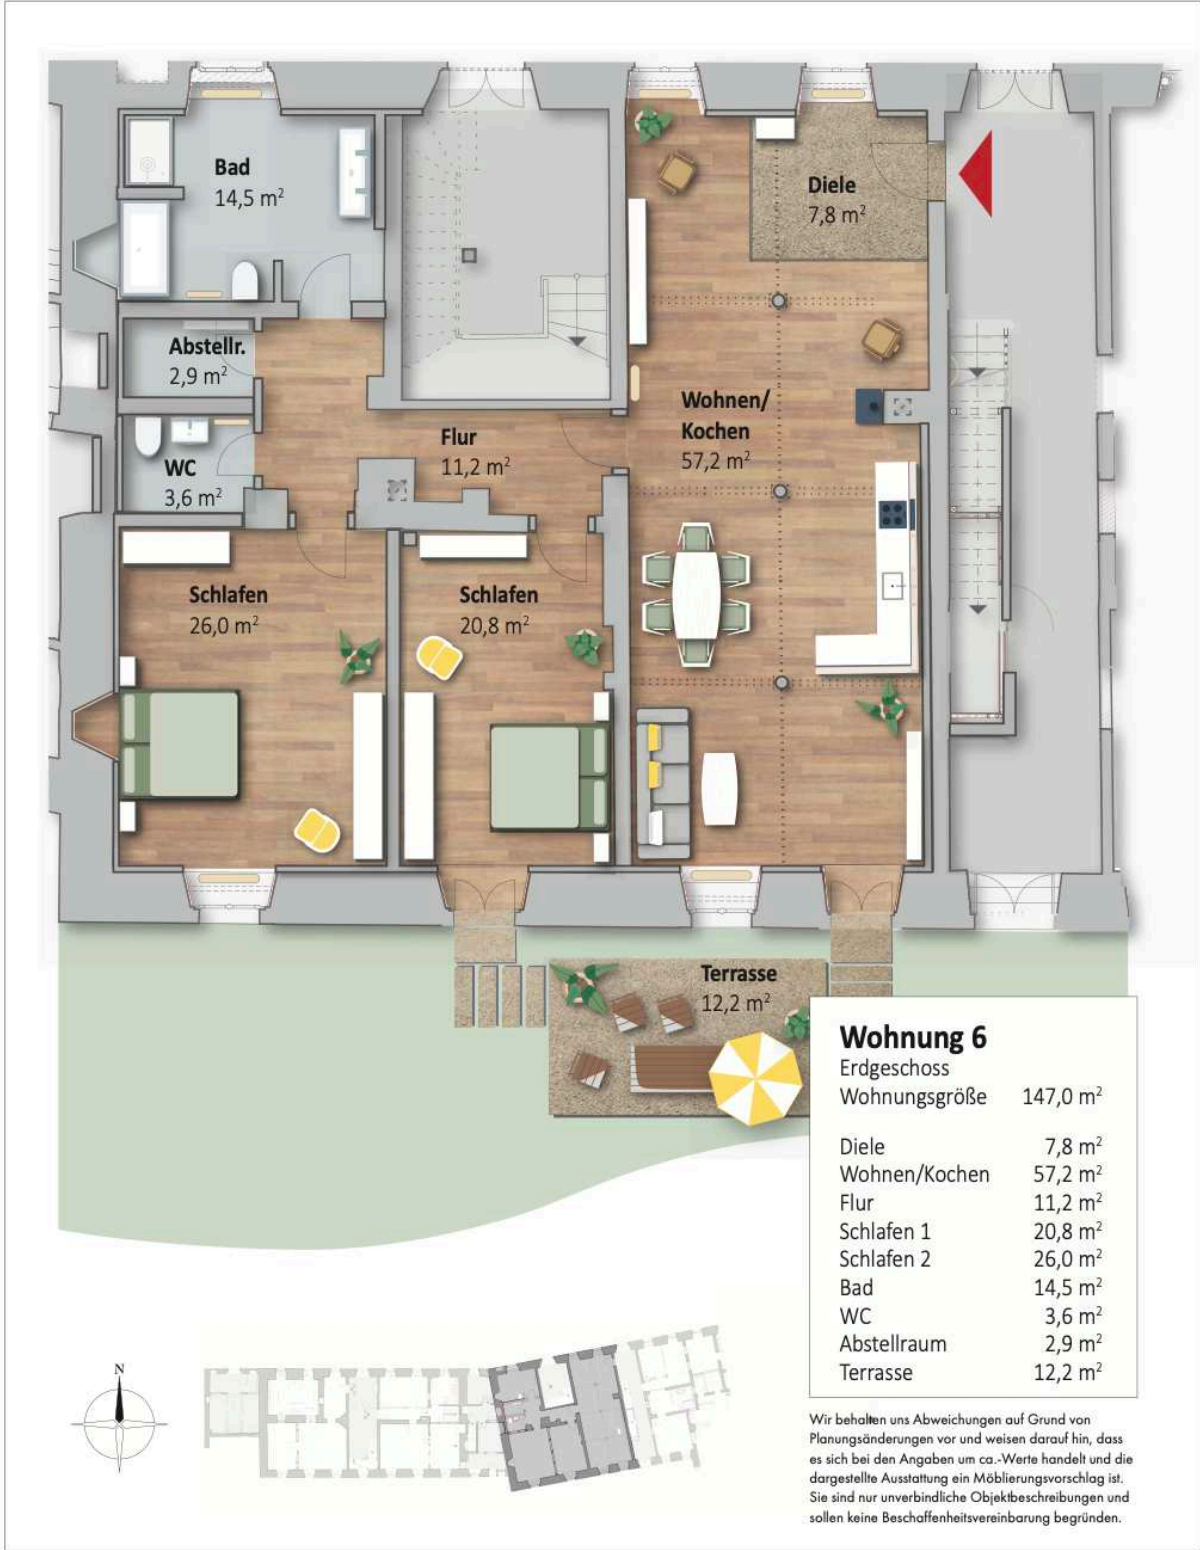 Bad
14,5 m²
Diele
7,8 m²
Abstellr.
2,9 m²
Wohnen/
Kochen
57,2 m²
Flur
11,2 m²
WC
3,6 m²
Schlafen
26,0 m²
Schlafen
20,8 m²
Terrasse
12,2 m²
Wohnung 6
Erdgeschoss
Wohnungsgröße 147,0 m²
Diele 7,8 m²
Wohnen/Kochen 57,2 m²
Flur 11,2 m²
Schlafen 1 20,8 m²
Schlafen 2 26,0 m²
Bad 14,5 m²
WC 3,6 m²
Abstellraum 2,9 m²
Terrasse 12,2 m²
N
Wir behalten uns Abweichungen auf Grund von
Planungsänderungen vor und weisen darauf hin, dass
es sich bei den Angaben um ca.-Werte handelt und die
dargestellte Ausstattung ein Möblierungsvorschlag ist.
Sie sind nur unverbindliche Objektbeschreibungen und
sollen keine Beschaffenheitsvereinbarung begründen.